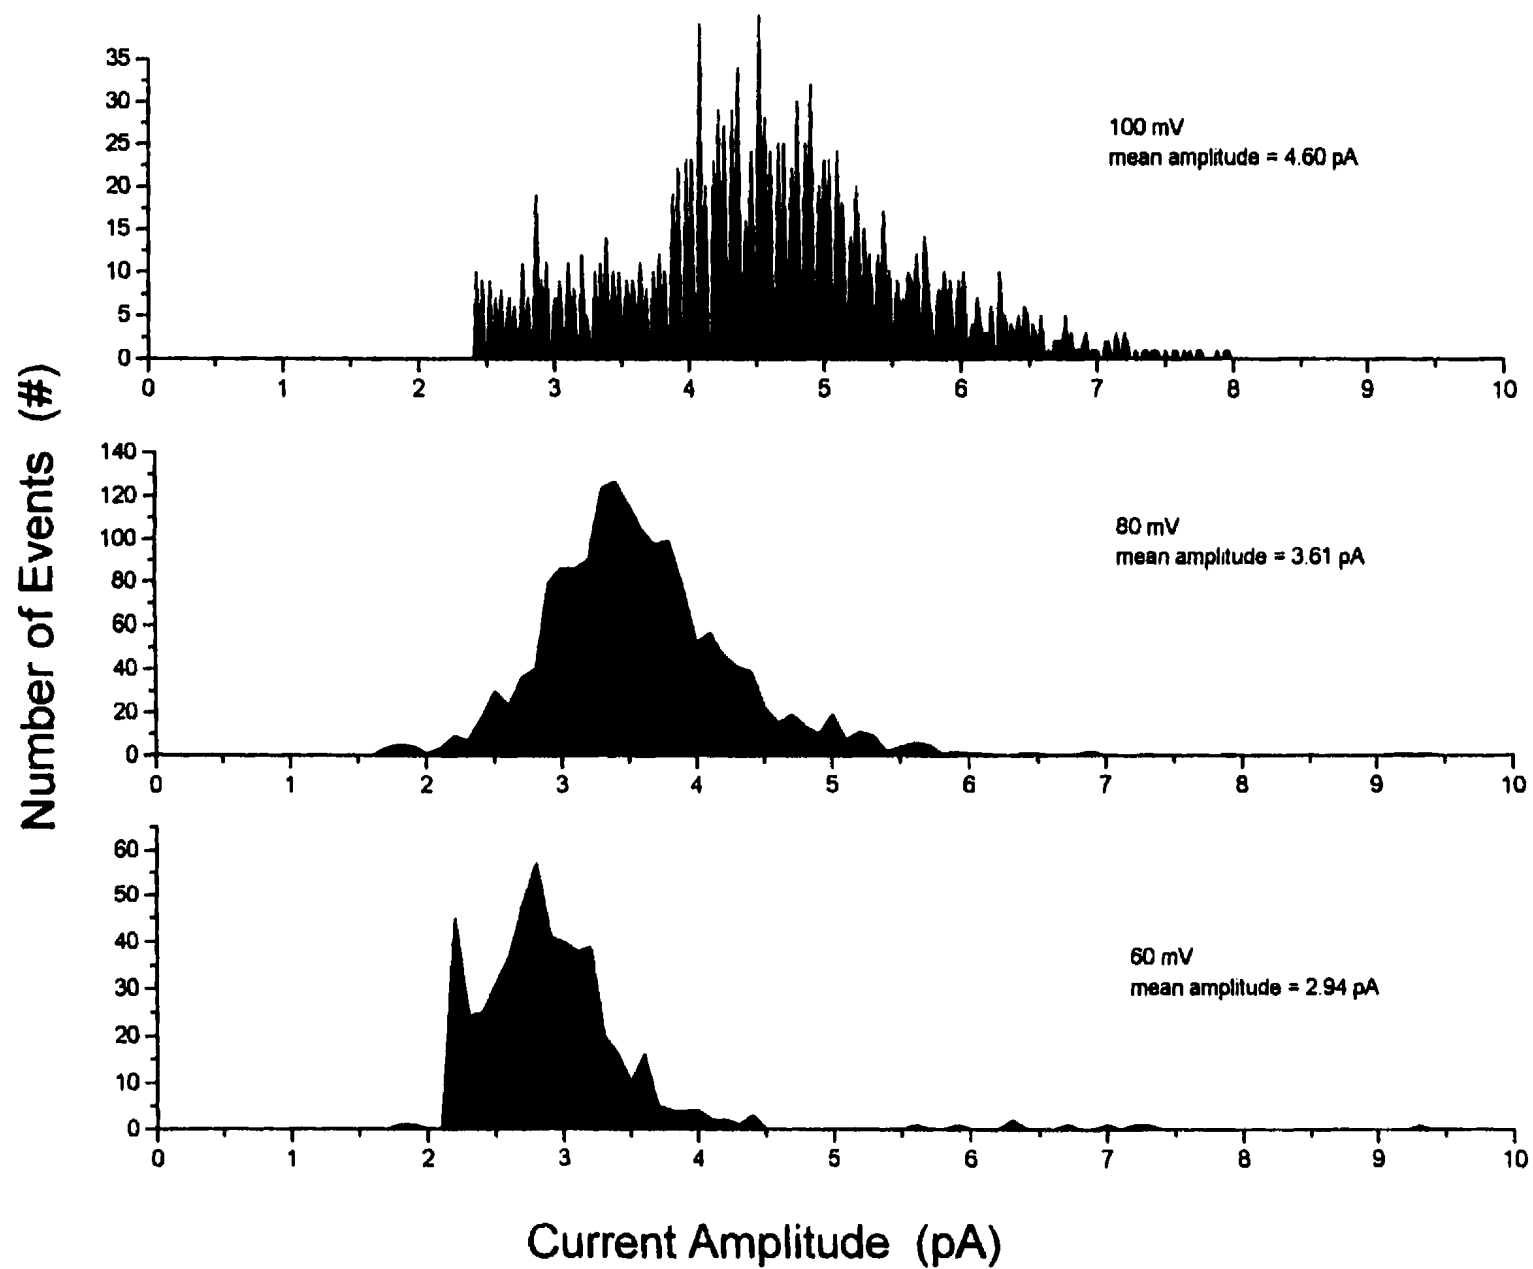 Number of Events (#)
35
30
25
20
15
10
5
0
0 1 2 3 4 5 6 7 8 9 10
100 mV
mean amplitude = 4.60 pA
140
120
100
80
60
40
20
0
0 1 2 3 4 5 6 7 8 9 10
80 mV
mean amplitude = 3.61 pA
60
50
40
30
20
10
0
0 1 2 3 4 5 6 7 8 9 10
60 mV
mean amplitude = 2.94 pA
Current Amplitude (pA)